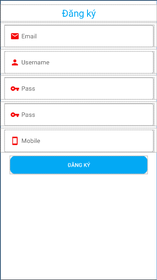 Đăng ký
Email
Username
Pass
Pass
Mobile
ĐĂNG KÝ